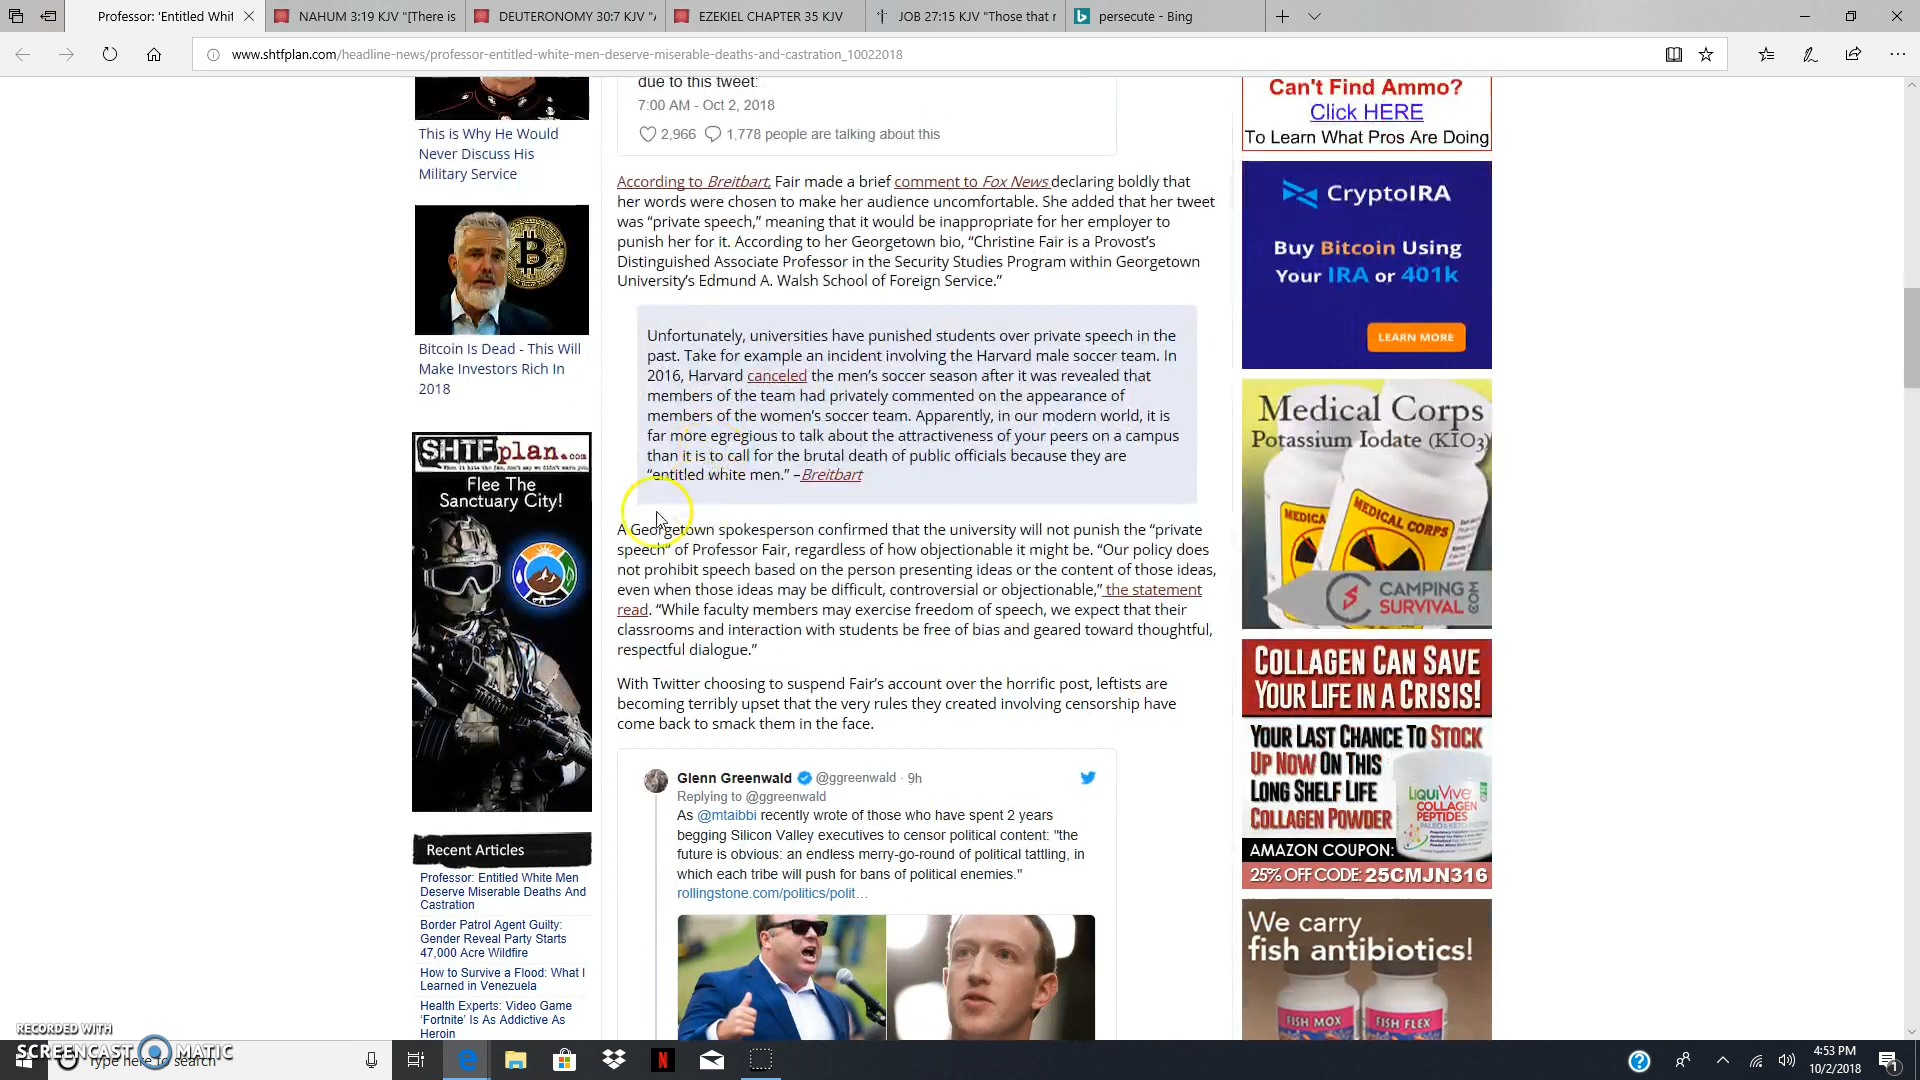 Professor: 'Entitled Whit
NAHUM 3:19 KJV "[There is
DEUTERONOMY 30:7 KJV "A
EZEKIEL CHAPTER 35 KJV
JOB 27:15 KJV "Those that r
persecute - Bing
www.shtfplan.com/headline-news/professor-entitled-white-men-deserve-miserable-deaths-and-castration_10022018
This is Why He Would
Never Discuss His
Military Service
Bitcoin Is Dead - This Will
Make Investors Rich In
2018
SHTFplan.com
When it hits the fan, don't say we didn't warn you.
Flee The
Sanctuary City!
Recent Articles
Professor: Entitled White Men
Deserve Miserable Deaths And
Castration
Border Patrol Agent Guilty:
Gender Reveal Party Starts
47,000 Acre Wildfire
How to Survive a Flood: What I
Learned in Venezuela
Health Experts: Video Game
‘Fortnite’ Is As Addictive As
Heroin
due to this tweet:
7:00 AM - Oct 2, 2018
2,966 1,778 people are talking about this
According to Breitbart, Fair made a brief comment to Fox News declaring boldly that
her words were chosen to make her audience uncomfortable. She added that her tweet
was “private speech,” meaning that it would be inappropriate for her employer to
punish her for it. According to her Georgetown bio, “Christine Fair is a Provost’s
Distinguished Associate Professor in the Security Studies Program within Georgetown
University’s Edmund A. Walsh School of Foreign Service.”
Unfortunately, universities have punished students over private speech in the
past. Take for example an incident involving the Harvard male soccer team. In
2016, Harvard canceled the men’s soccer season after it was revealed that
members of the team had privately commented on the appearance of
members of the women's soccer team. Apparently, in our modern world, it is
far more egregious to talk about the attractiveness of your peers on a campus
than it is to call for the brutal death of public officials because they are
“entitled white men.” –Breitbart
A Georgetown spokesperson confirmed that the university will not punish the “private
speech” of Professor Fair, regardless of how objectionable it might be. “Our policy does
not prohibit speech based on the person presenting ideas or the content of those ideas,
even when those ideas may be difficult, controversial or objectionable,” the statement
read. “While faculty members may exercise freedom of speech, we expect that their
classrooms and interaction with students be free of bias and geared toward thoughtful,
respectful dialogue.”
With Twitter choosing to suspend Fair’s account over the horrific post, leftists are
becoming terribly upset that the very rules they created involving censorship have
come back to smack them in the face.
Glenn Greenwald @ggreenwald · 9h
Replying to @ggreenwald
As @mtaibbi recently wrote of those who have spent 2 years
begging Silicon Valley executives to censor political content: "the
future is obvious: an endless merry-go-round of political tattling, in
which each tribe will push for bans of political enemies."
rollingstone.com/politics/polit…
Can't Find Ammo?
Click HERE
To Learn What Pros Are Doing
CryptoIRA
Buy Bitcoin Using
Your IRA or 401k
LEARN MORE
Medical Corps
Potassium Iodate (KIO3)
MEDICAL CORPS
CAMPING
SURVIVAL.COM
COLLAGEN CAN SAVE
YOUR LIFE IN A CRISIS!
YOUR LAST CHANCE TO STOCK
UP NOW ON THIS
LONG SHELF LIFE
COLLAGEN POWDER
LIQUIVIVE
COLLAGEN
PEPTIDES
AMAZON COUPON:
25% OFF CODE: 25CMJN316
We carry
fish antibiotics!
FISH MOX FISH FLEX
RECORDED WITH
SCREENCAST MATIC
Type here to search
4:53 PM
10/2/2018
1